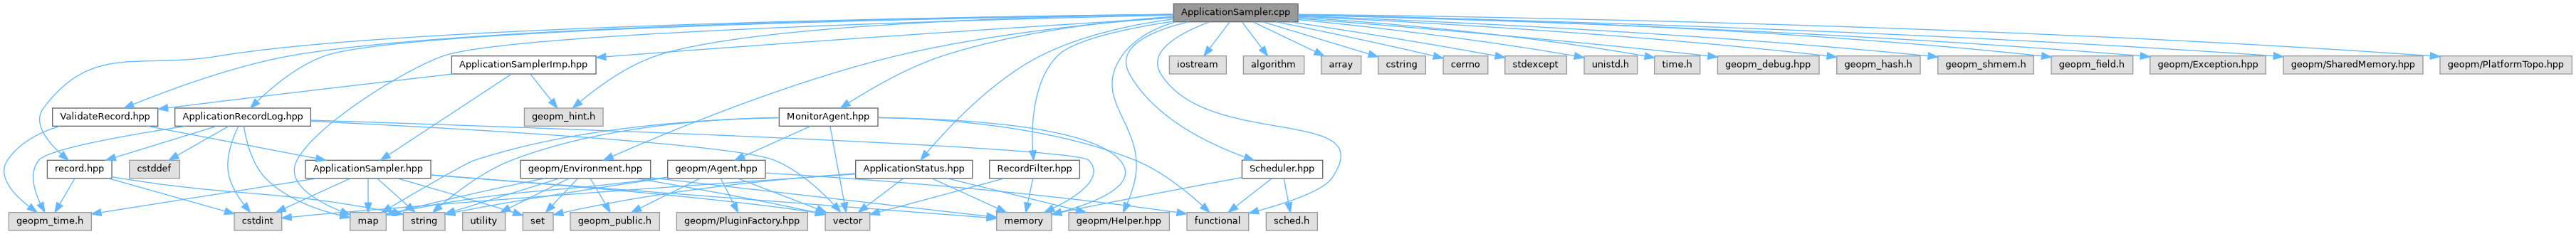 ApplicationSampler.cpp
ApplicationSamplerImp.hpp
iostream
algorithm
array
cstring
cerrno
stdexcept
unistd.h
time.h
geopm_debug.hpp
geopm_hash.h
geopm_shmem.h
geopm_field.h
geopm/Exception.hpp
geopm/SharedMemory.hpp
geopm/PlatformTopo.hpp
ValidateRecord.hpp
ApplicationRecordLog.hpp
geopm_hint.h
MonitorAgent.hpp
record.hpp
cstddef
ApplicationSampler.hpp
geopm/Environment.hpp
geopm/Agent.hpp
ApplicationStatus.hpp
RecordFilter.hpp
Scheduler.hpp
geopm_time.h
cstdint
map
string
utility
set
geopm_public.h
geopm/PluginFactory.hpp
vector
memory
geopm/Helper.hpp
functional
sched.h